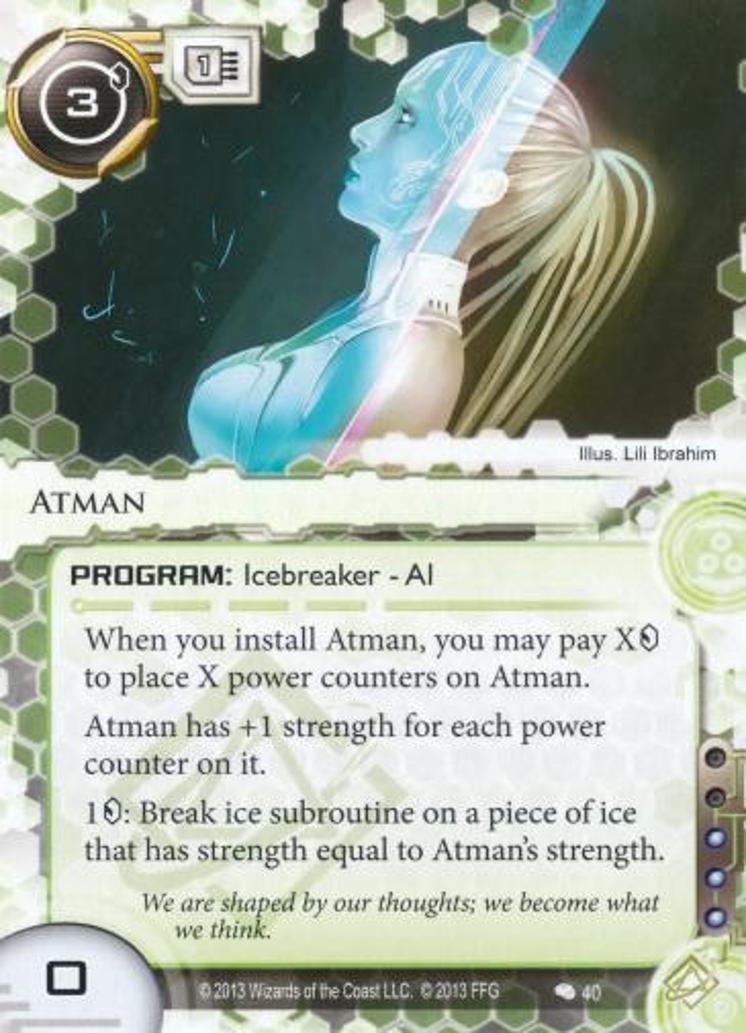 3
1
Illus. Lili Ibrahim
ATMAN
PROGRAM: Icebreaker - AI
When you install Atman, you may pay X
to place X power counters on Atman.
Atman has +1 strength for each power
counter on it.
1: Break ice subroutine on a piece of ice
that has strength equal to Atman's strength.
We are shaped by our thoughts; we become what
we think.
0
© 2013 Wizards of the Coast LLC. © 2013 FFG
40